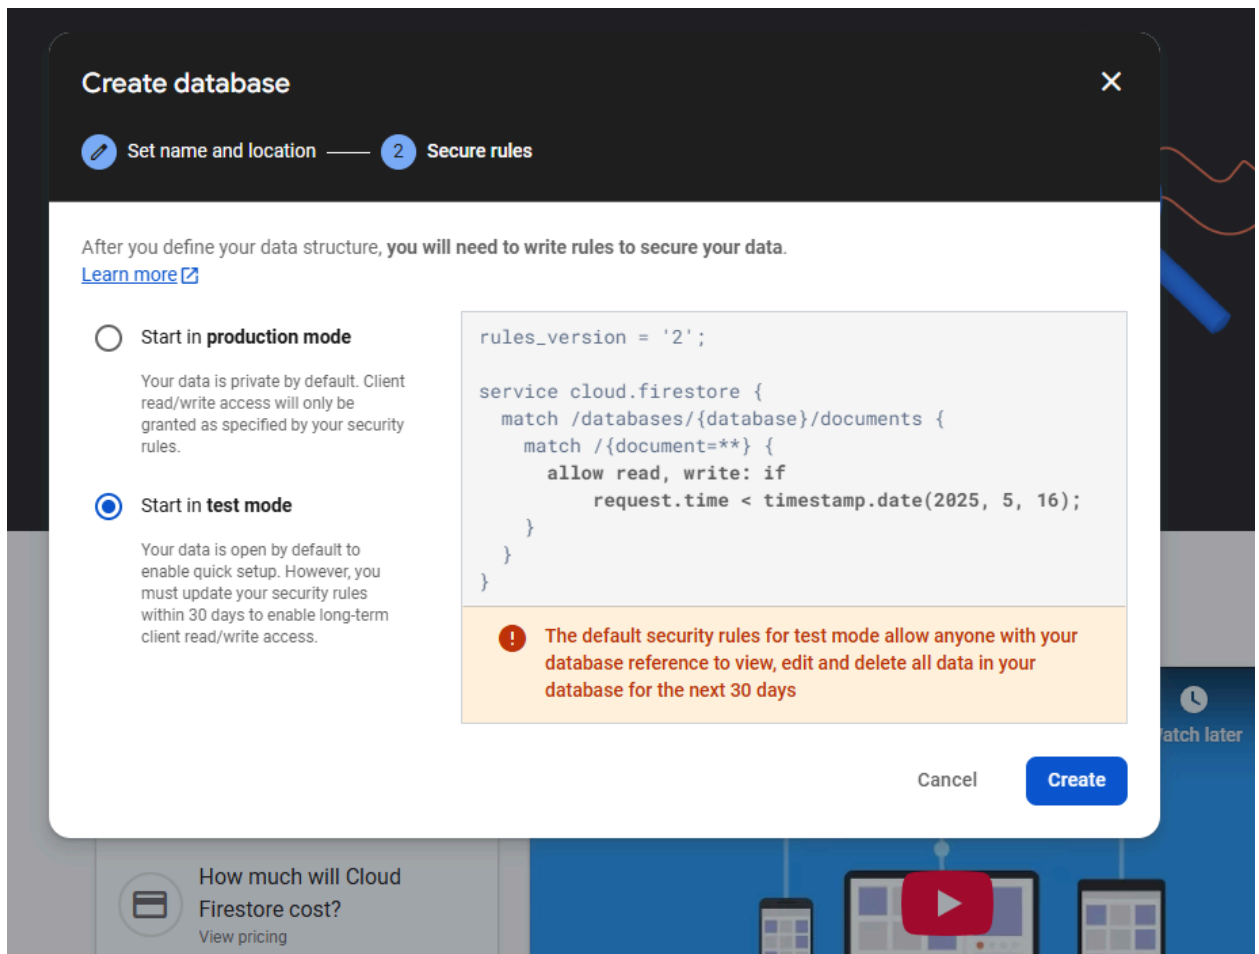 Create database
Set name and location
2
Secure rules
After you define your data structure, you will need to write rules to secure your data.
Learn more
Start in production mode
Your data is private by default. Client
read/write access will only be
granted as specified by your security
rules.
Start in test mode
Your data is open by default to
enable quick setup. However, you
must update your security rules
within 30 days to enable long-term
client read/write access.
rules_version = '2';
service cloud.firestore {
match /databases/{database}/documents {
match /{document=**} {
allow read, write: if
request.time < timestamp.date(2025, 5, 16);
}
}
}
The default security rules for test mode allow anyone with your
database reference to view, edit and delete all data in your
database for the next 30 days
Cancel
Create
atch later
How much will Cloud
Firestore cost?
View pricing